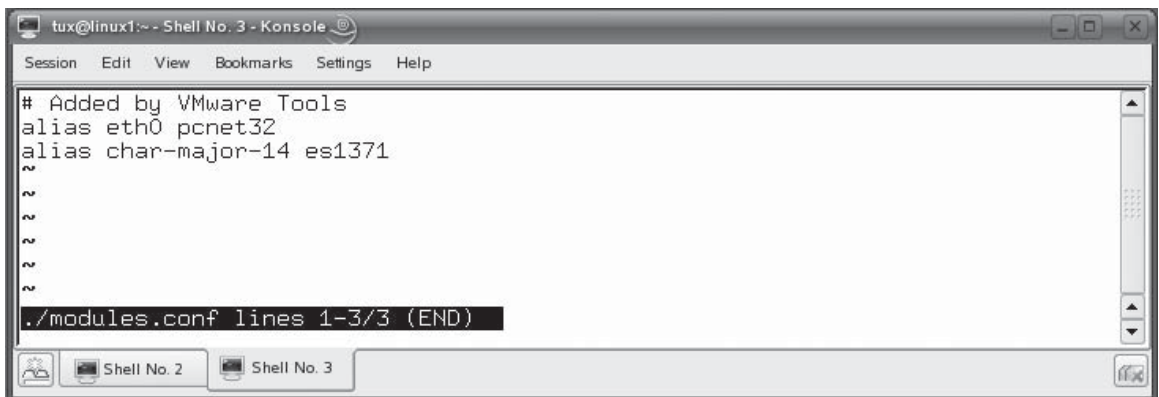 tux@linux1:~ - Shell No. 3 - Konsole
Session Edit View Bookmarks Settings Help
# Added by VMware Tools
alias eth0 pcnet32
alias char-major-14 es1371
~
~
~
~
~
~
./modules.conf lines 1-3/3 (END)
Shell No. 2 Shell No. 3